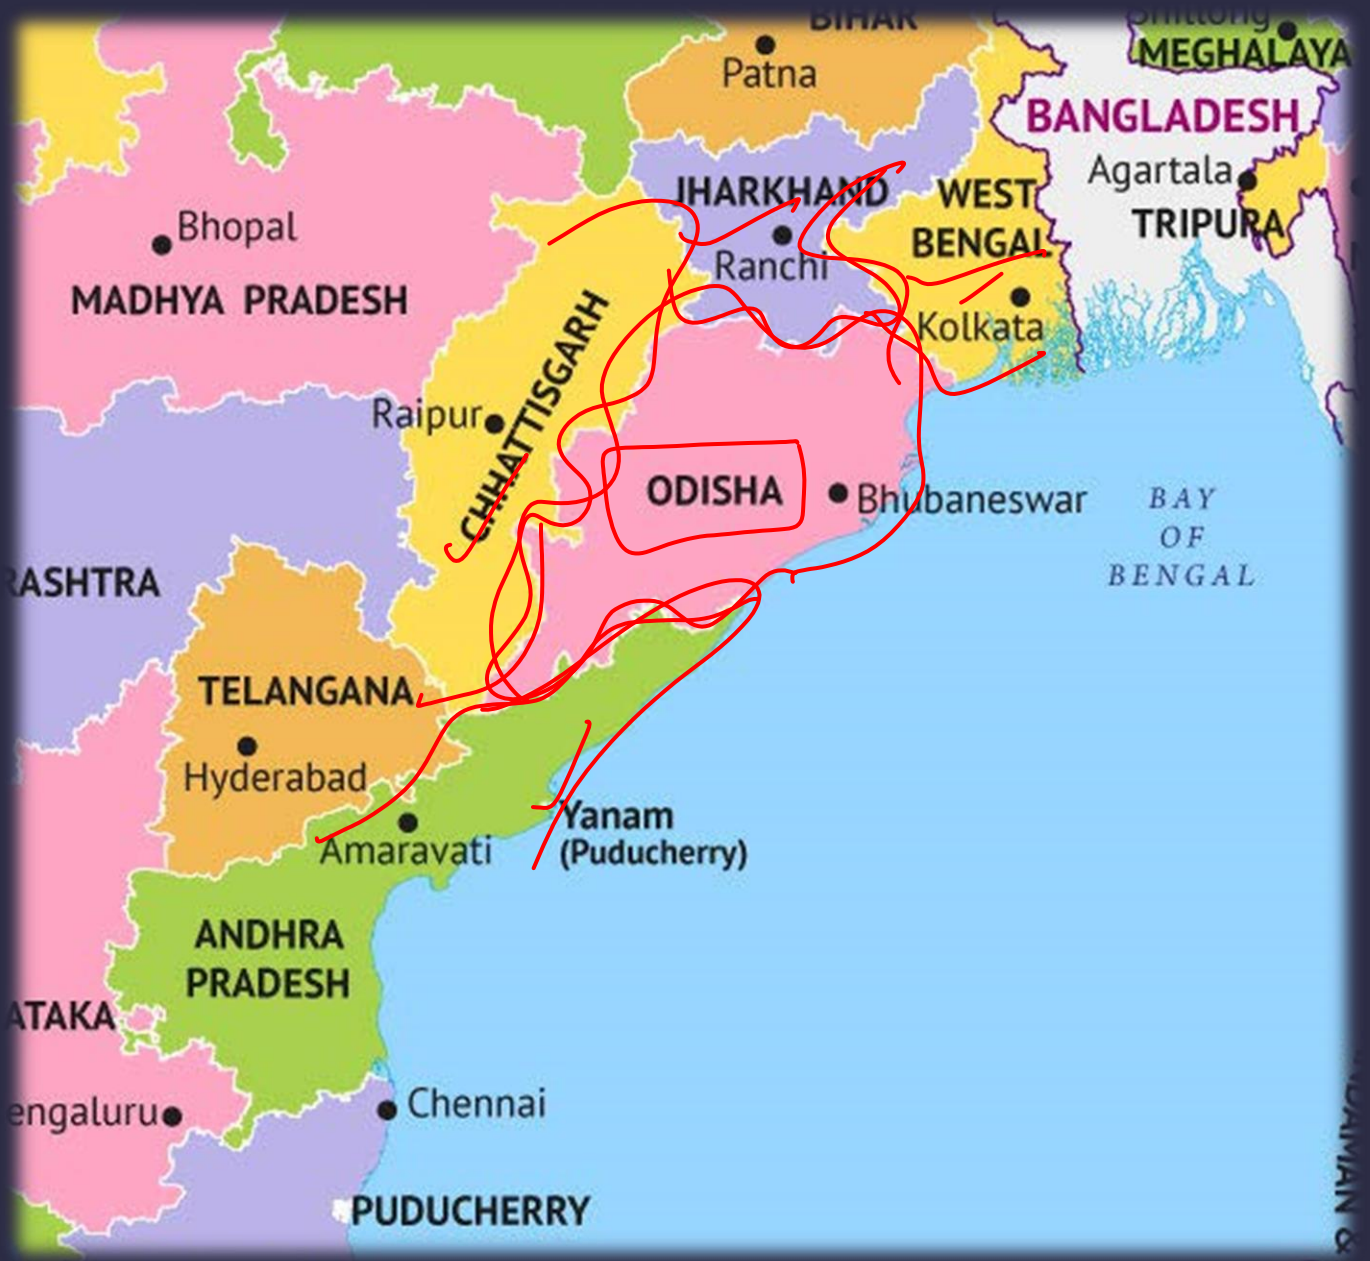 BIHAR
Shillong
MEGHALAYA
Patna
BANGLADESH
Agartala
JHARKHAND
WEST
BENGAL
TRIPURA
Bhopal
Ranchi
MADHYA PRADESH
Kolkata
CHHATTISGARH
Raipur
ODISHA
Bhubaneswar
BAY
OF
BENGAL
RASHTRA
TELANGANA
Hyderabad
Yanam
(Puducherry)
Amaravati
ANDHRA
PRADESH
ATAKA
engaluru
Chennai
PUDUCHERRY
DAMAN &